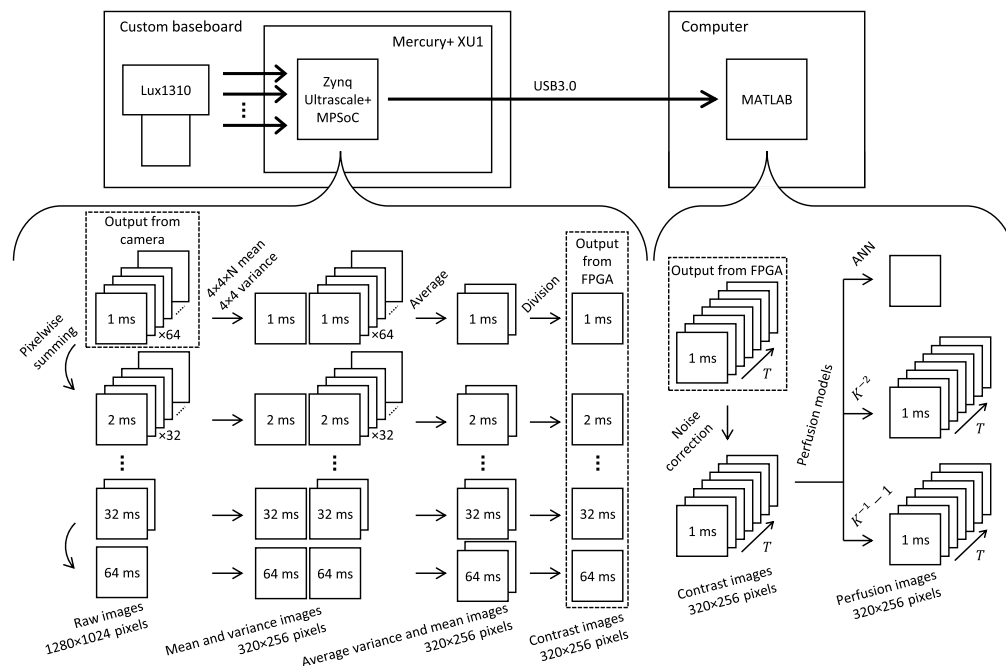 Custom baseboard
Mercury+ XU1
Lux1310
Zynq
Ultrascale+
MPSoC
USB3.0
Computer
MATLAB
Output from
camera
1 ms
×64
Pixelwise
summing
2 ms
×32
32 ms
64 ms
Raw images
1280×1024 pixels
4×4×N mean
4×4 variance
1 ms
1 ms
×64
2 ms
2 ms
×32
32 ms
32 ms
64 ms
64 ms
Mean and variance images
320×256 pixels
Average
1 ms
2 ms
32 ms
64 ms
Average variance and mean images
320×256 pixels
Division
Output
from
FPGA
1 ms
2 ms
32 ms
64 ms
Contrast images
320×256 pixels
Output from FPGA
1 ms
T
Noise
correction
1 ms
T
Contrast images
320×256 pixels
Perfusion models
ANN
K⁻²
1 ms
T
K⁻¹ − 1
1 ms
T
Perfusion images
320×256 pixels